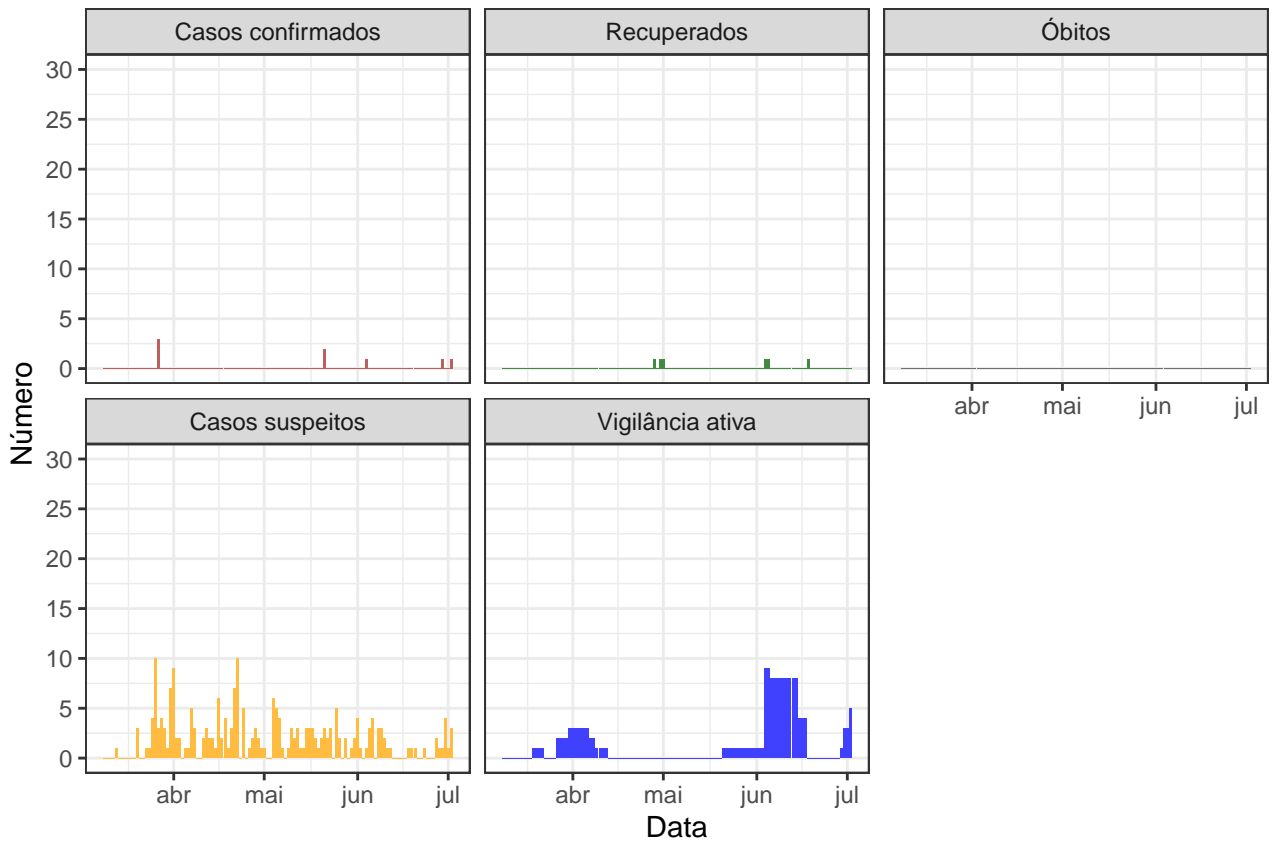 Casos confirmados
Recuperados
Óbitos
30
25
20
15
10
5
0
abr mai jun jul
Número
Casos suspeitos
Vigilância ativa
30
25
20
15
10
5
0
abr mai jun jul
abr mai jun jul
Data